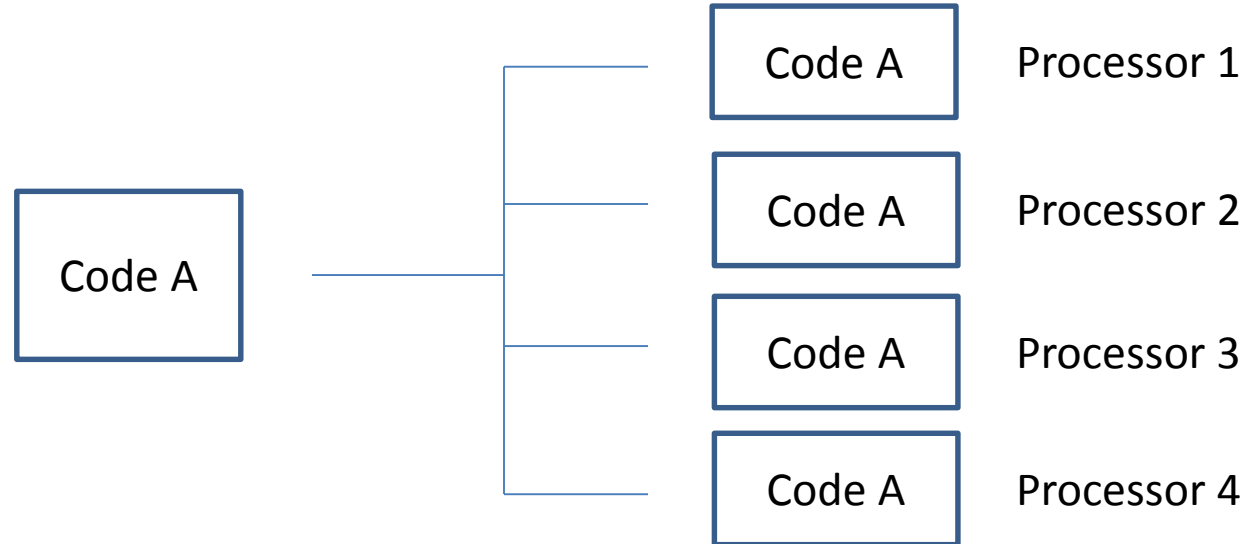 Code A Processor 1
Code A Processor 2
Code A
Code A Processor 3
Code A Processor 4